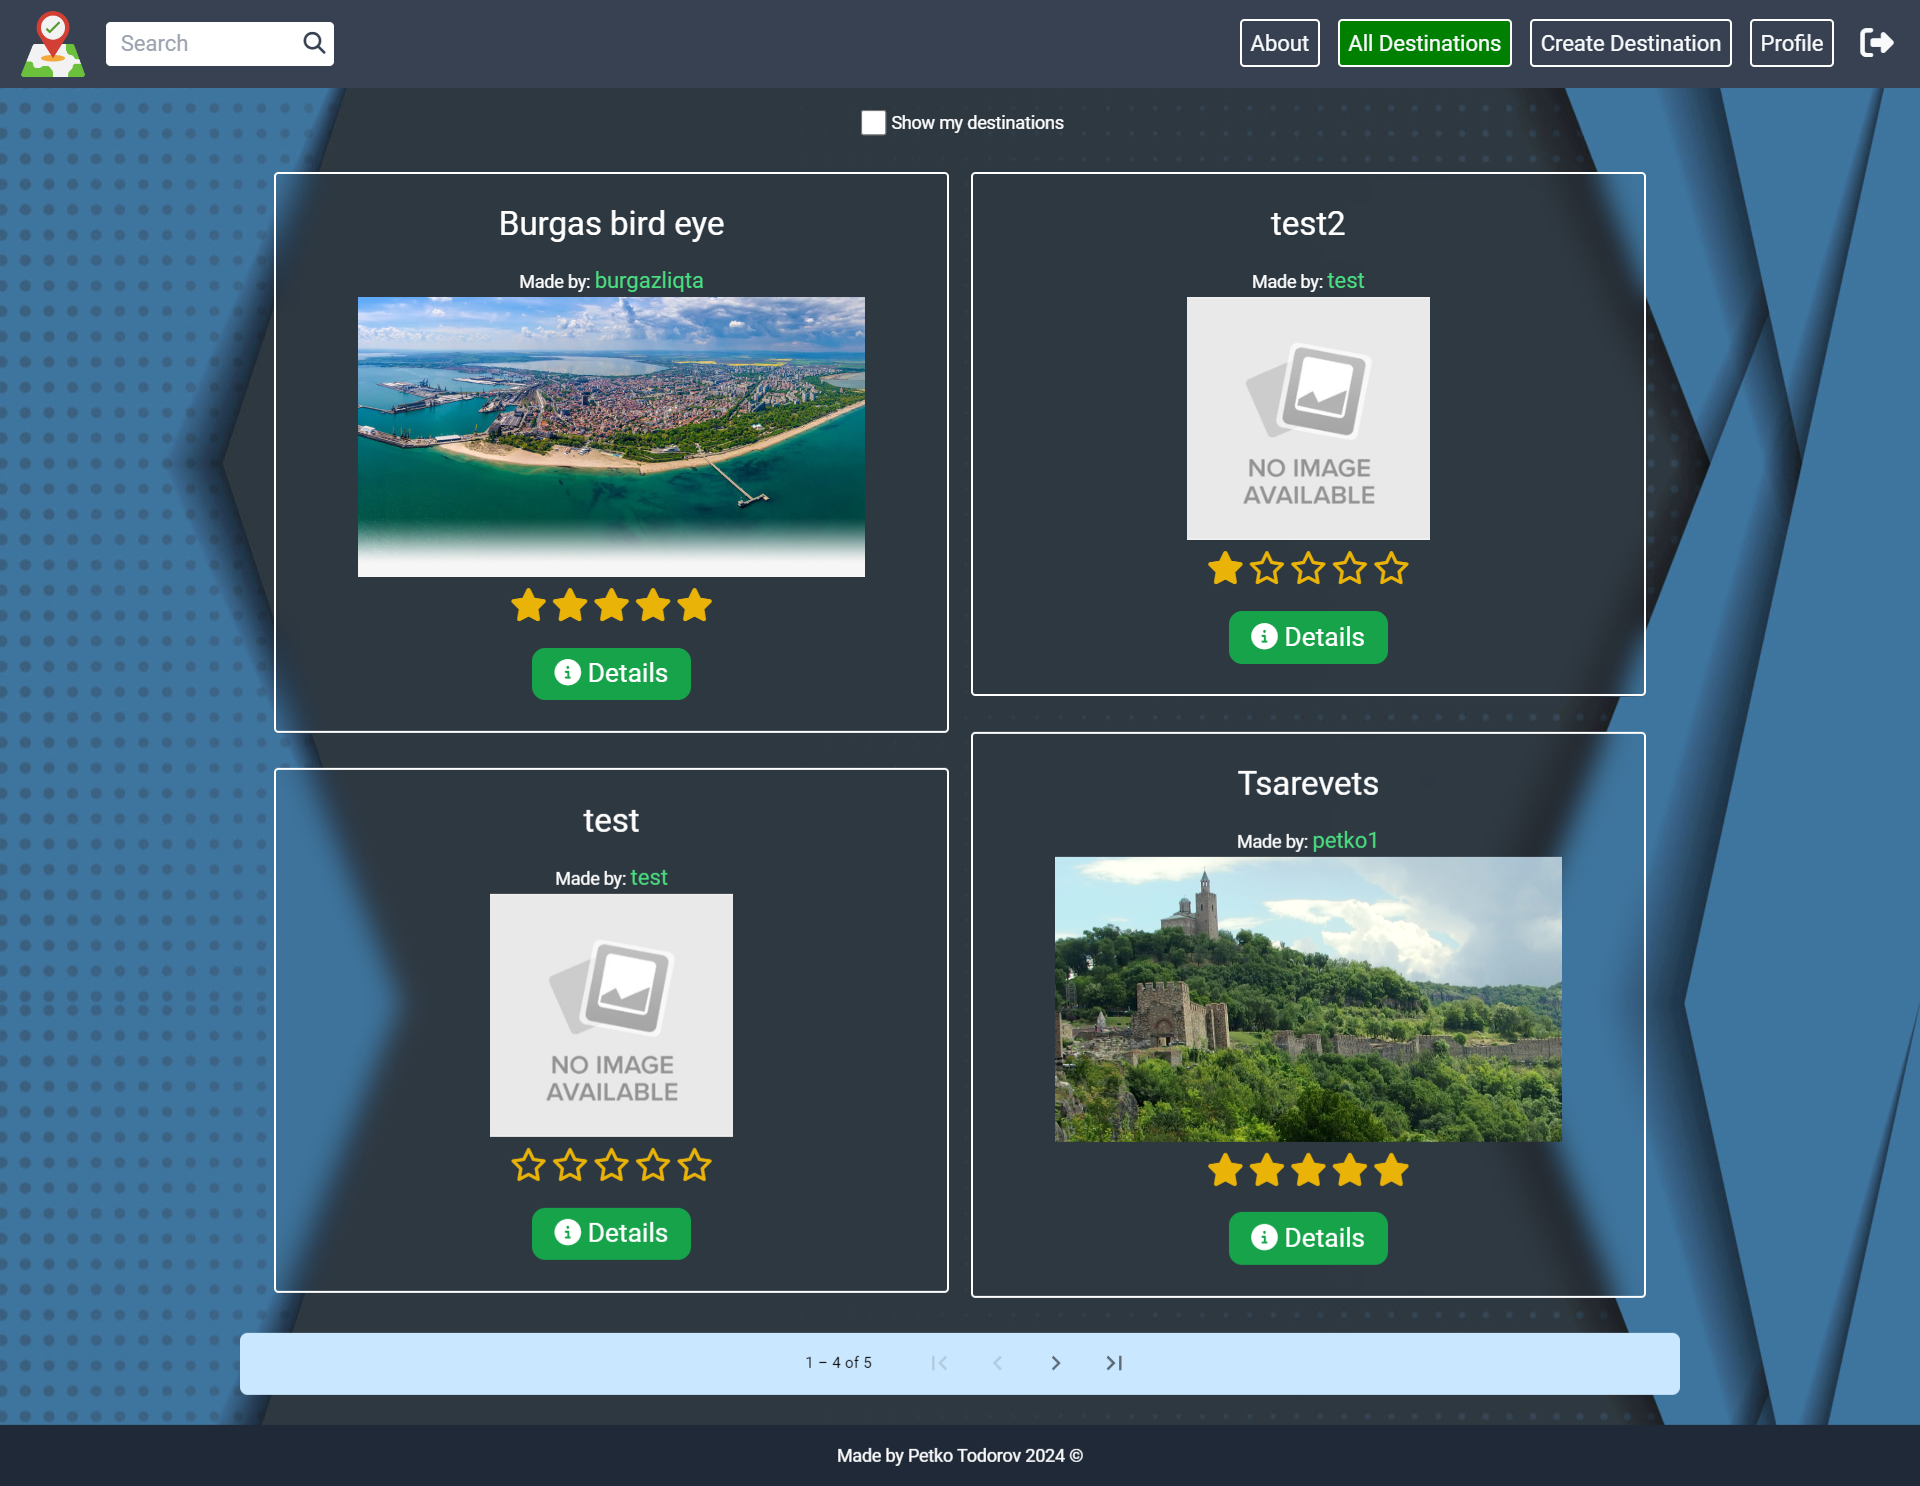 Search
About
All Destinations
Create Destination
Profile
Show my destinations
Burgas bird eye
Made by: burgazliqta
Details
test2
Made by: test
NO IMAGE
AVAILABLE
Details
test
Made by: test
NO IMAGE
AVAILABLE
Details
Tsarevets
Made by: petko1
Details
1 – 4 of 5
Made by Petko Todorov 2024 ©